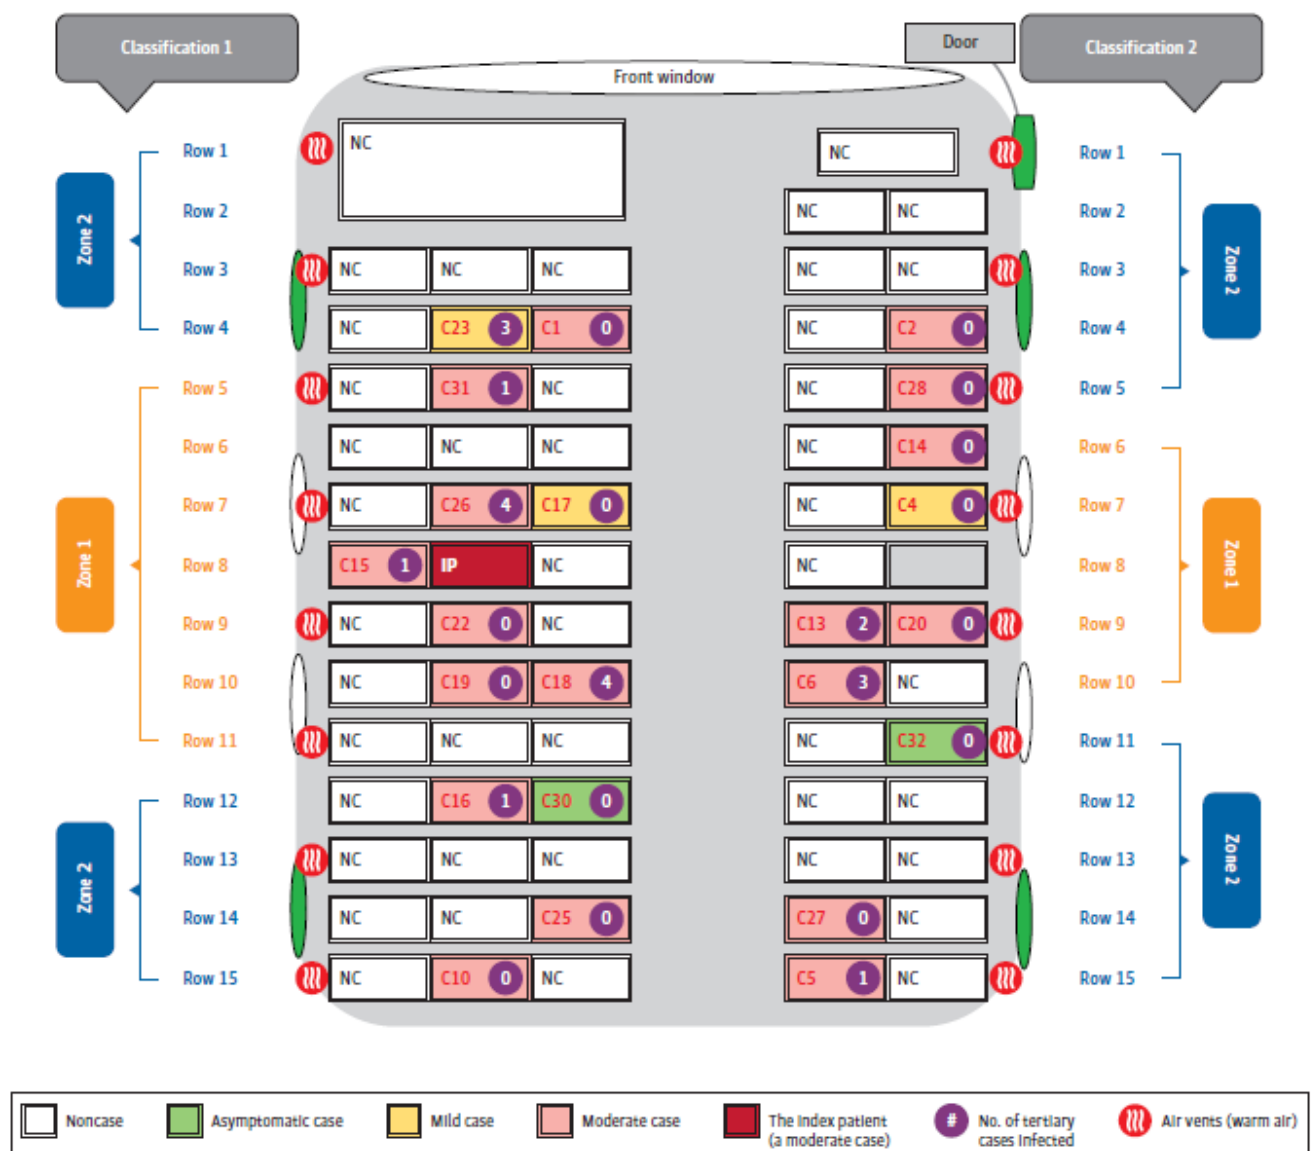 Classification 1
Door
Classification 2
Front window
Row 1
NC
NC
Row 1
Row 2
NC
NC
Row 2
Zone 2
Zone 2
Row 3
NC
NC
NC
NC
NC
Row 3
Row 4
NC
C23 3
C1 0
NC
C2 0
Row 4
Row 5
NC
C31 1
NC
NC
C28 0
Row 5
Row 6
NC
NC
NC
NC
C14 0
Row 6
Row 7
NC
C26 4
C17 0
NC
C4 0
Row 7
Zone 1
Row 8
C15 1
IP
NC
NC
Row 8
Zone 1
Row 9
NC
C22 0
NC
C13 2
C20 0
Row 9
Row 10
NC
C19 0
C18 4
C6 3
NC
Row 10
Row 11
NC
NC
NC
NC
C32 0
Row 11
Row 12
NC
C16 1
C30 0
NC
NC
Row 12
Zone 2
Row 13
NC
NC
NC
NC
NC
Row 13
Zone 2
Row 14
NC
NC
C25 0
C27 0
NC
Row 14
Row 15
NC
C10 0
NC
C5 1
NC
Row 15
Noncase
Asymptomatic case
Mild case
Moderate case
The index patient
(a moderate case)
#
No. of tertiary
cases infected
Air vents (warm air)